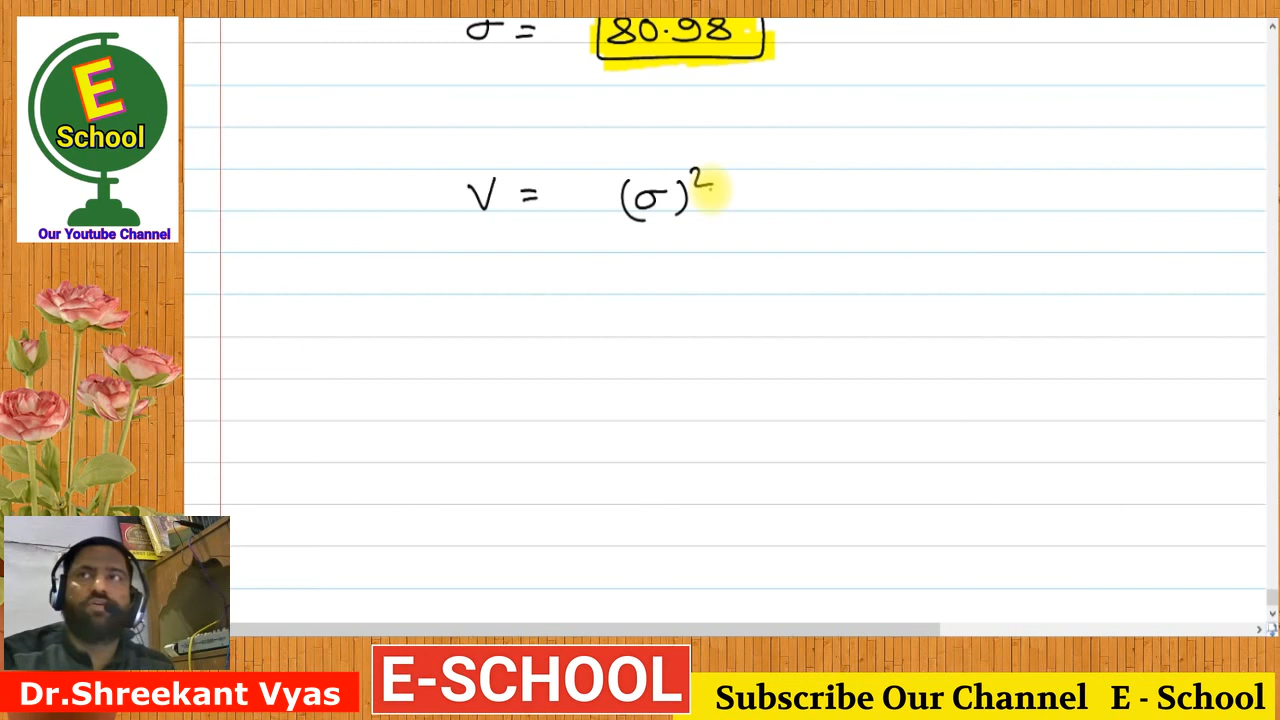 σ = 80.98
V = (σ)²
E
School
Our Youtube Channel
Dr.Shreekant Vyas
E-SCHOOL
Subscribe Our Channel E - School